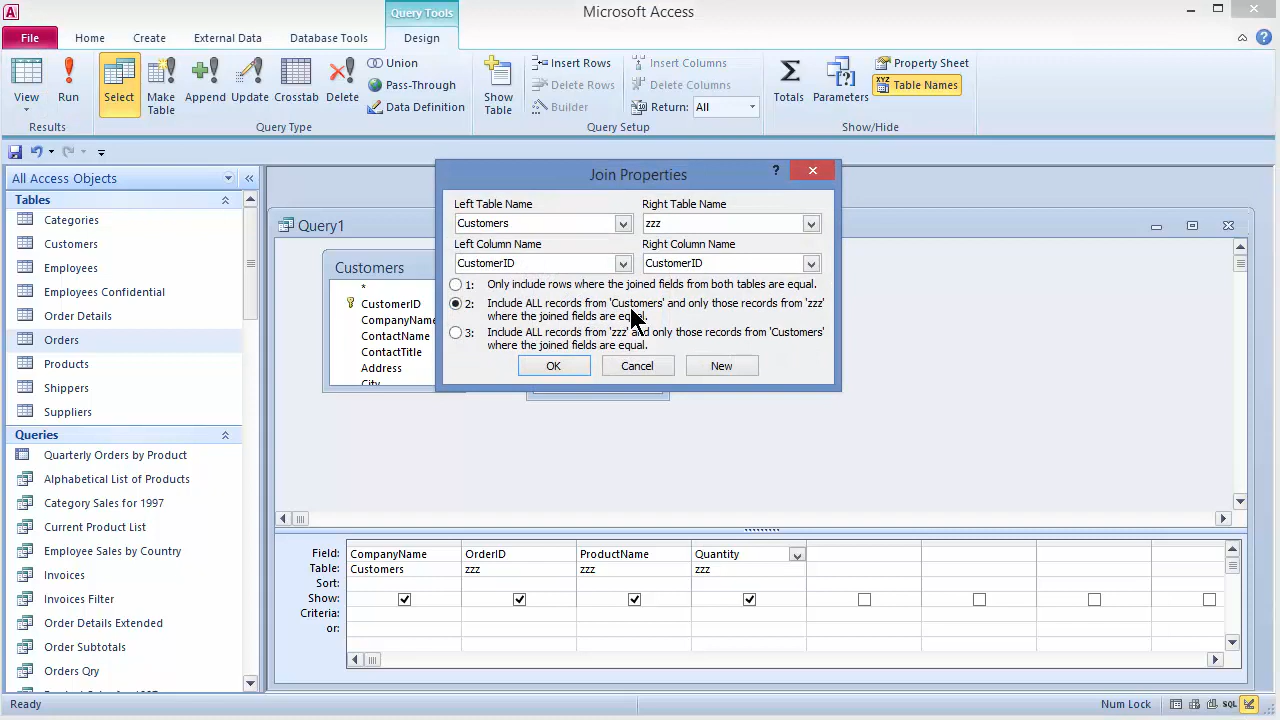 A
Query Tools
Microsoft Access
File
Home
Create
External Data
Database Tools
Design
?
View
Run
Select
Make
Table
Append
Update
Crosstab
Delete
Union
Pass-Through
Data Definition
Show
Table
Insert Rows
Delete Rows
Builder
Insert Columns
Delete Columns
Return: All
Totals
Parameters
Property Sheet
XYZ Table Names
Results
Query Type
Query Setup
Show/Hide
All Access Objects
Tables
Categories
Customers
Employees
Employees Confidential
Order Details
Orders
Products
Shippers
Suppliers
Queries
Quarterly Orders by Product
Alphabetical List of Products
Category Sales for 1997
Current Product List
Employee Sales by Country
Invoices
Invoices Filter
Order Details Extended
Order Subtotals
Orders Qry
Query1
Customers
*
CustomerID
CompanyName
ContactName
ContactTitle
Address
City
Join Properties
?
Left Table Name
Right Table Name
Customers
zzz
Left Column Name
Right Column Name
CustomerID
CustomerID
1: Only include rows where the joined fields from both tables are equal.
2: Include ALL records from 'Customers' and only those records from 'zzz'
where the joined fields are equal.
3: Include ALL records from 'zzz' and only those records from 'Customers'
where the joined fields are equal.
OK
Cancel
New
Field: CompanyName OrderID ProductName Quantity
Table: Customers zzz zzz zzz
Sort:
Show:
Criteria:
or:
Ready
Num Lock
SQL